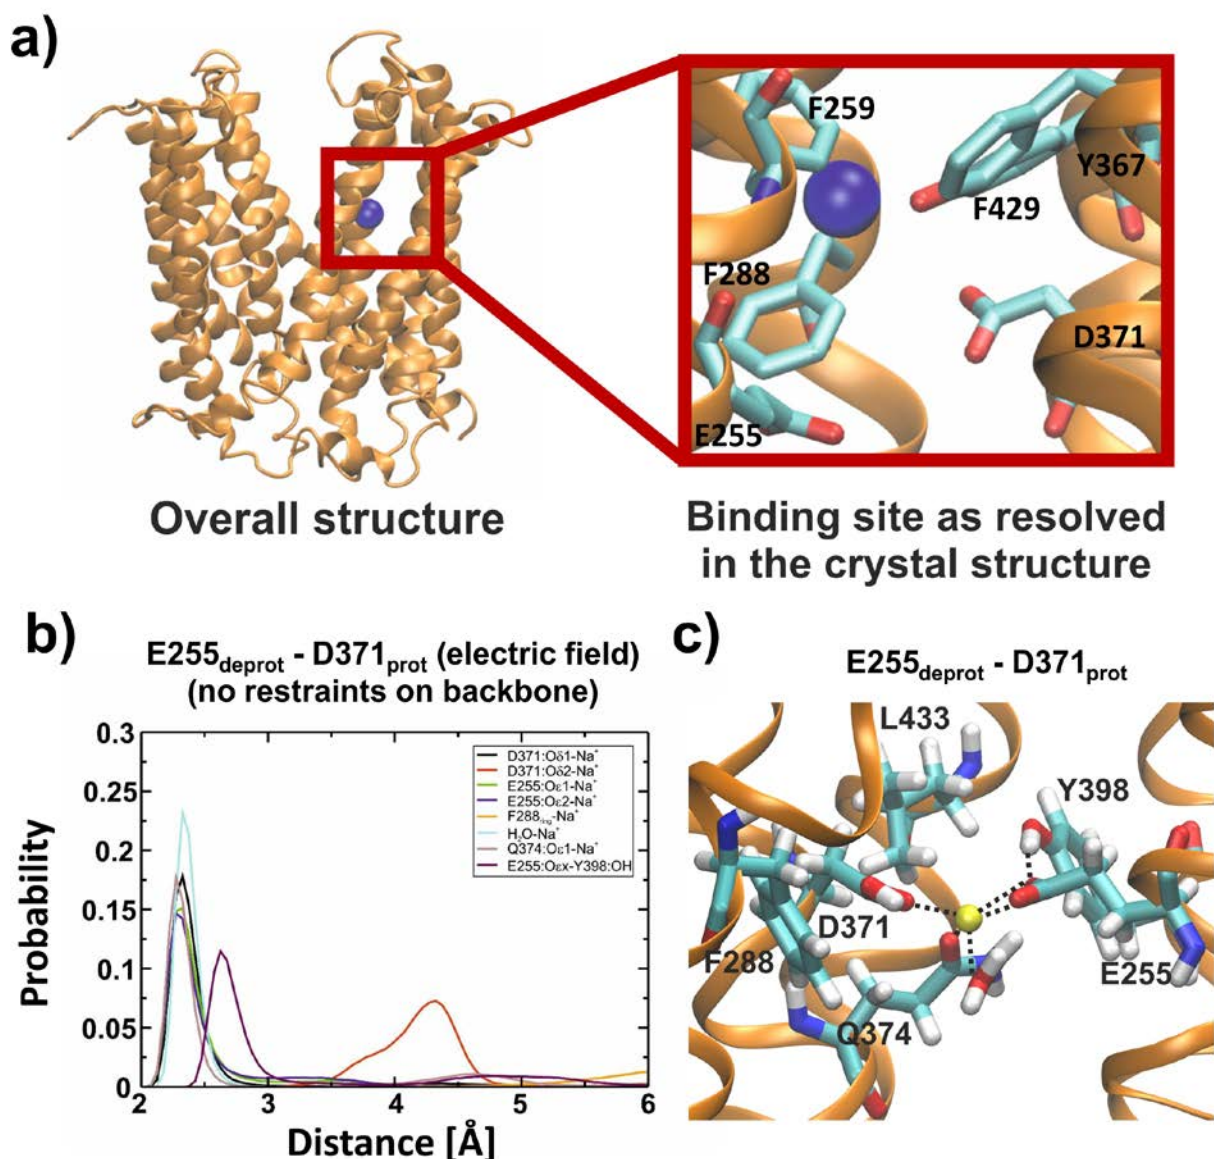 a)
F259
Y367
F429
F288
D371
E255
Overall structure
Binding site as resolved
in the crystal structure
b)
E255deprot - D371prot (electric field)
(no restraints on backbone)
0.3
0.25
0.2
0.15
0.1
0.05
0
Probability
D371:Oδ1-Na+
D371:Oδ2-Na+
E255:Oε1-Na+
E255:Oε2-Na+
F288ring-Na+
H2O-Na+
Q374:Oε1-Na+
E255:Oεx-Y398:OH
2 3 4 5 6
Distance [Å]
c)
E255deprot - D371prot
L433
Y398
D371
F288
E255
Q374